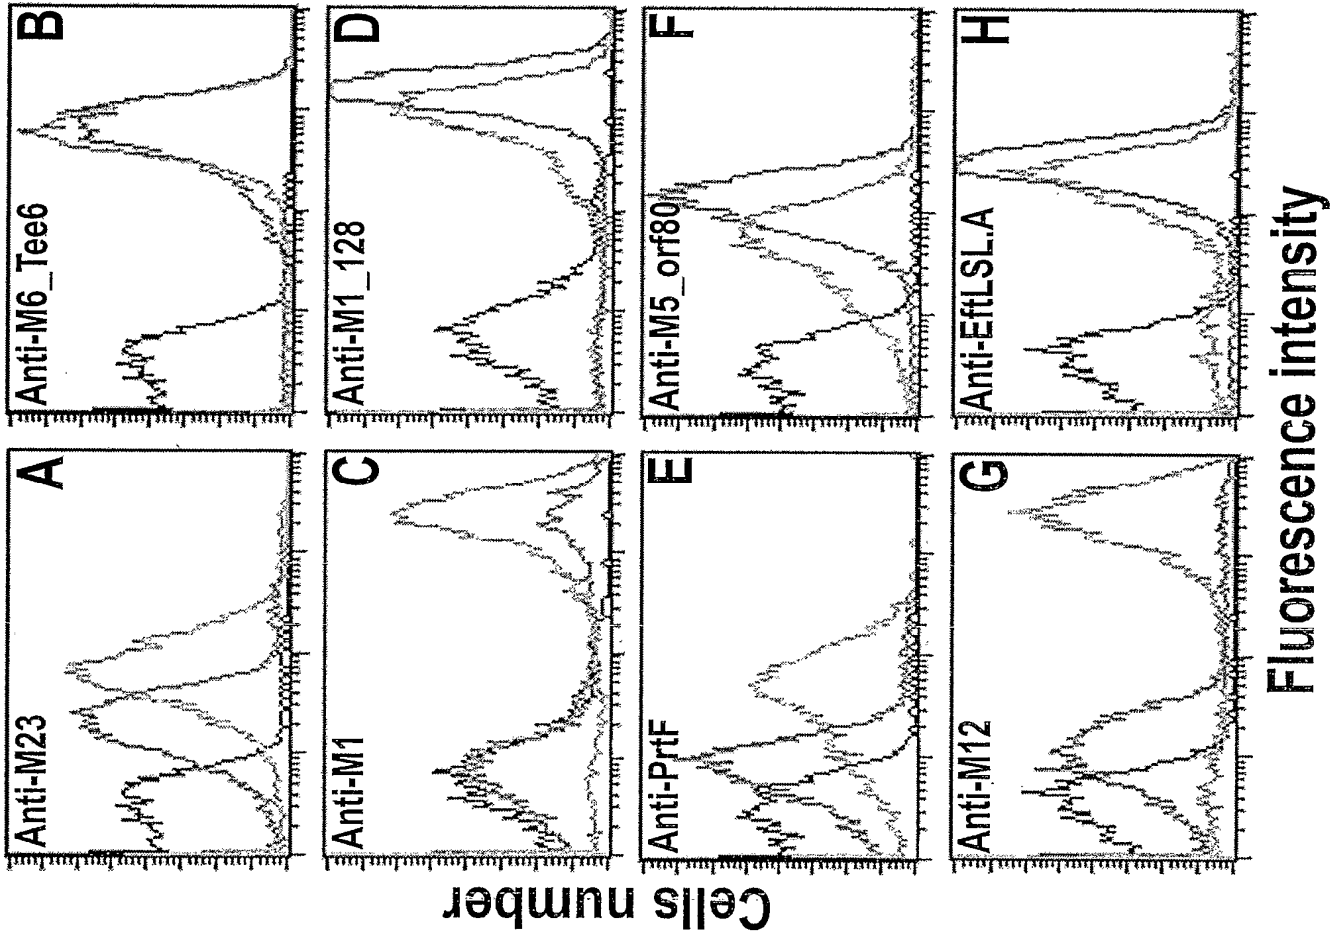 A
Anti-M23
B
Anti-M6_Tee6
C
Anti-M1
D
Anti-M1_128
E
Anti-PrtF
F
Anti-M5_orf80
G
Anti-M12
H
Anti-EftLSL.A
Cells number
Fluorescence intensity